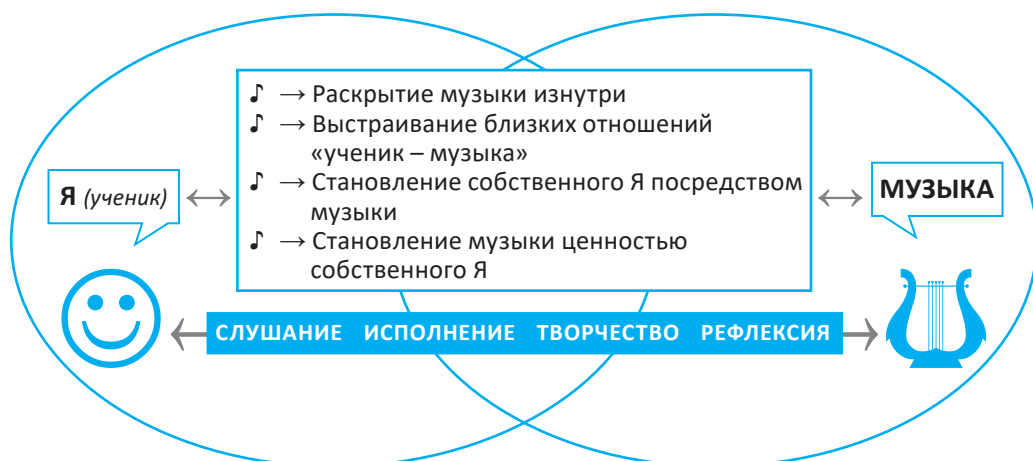 ♪ → Раскрытие музыки изнутри
♪ → Выстраивание близких отношений
«ученик – музыка»
Я (ученик)
♪ → Становление собственного Я посредством
музыки
МУЗЫКА
♪ → Становление музыки ценностью
собственного Я
СЛУШАНИЕ ИСПОЛНЕНИЕ ТВОРЧЕСТВО РЕФЛЕКСИЯ